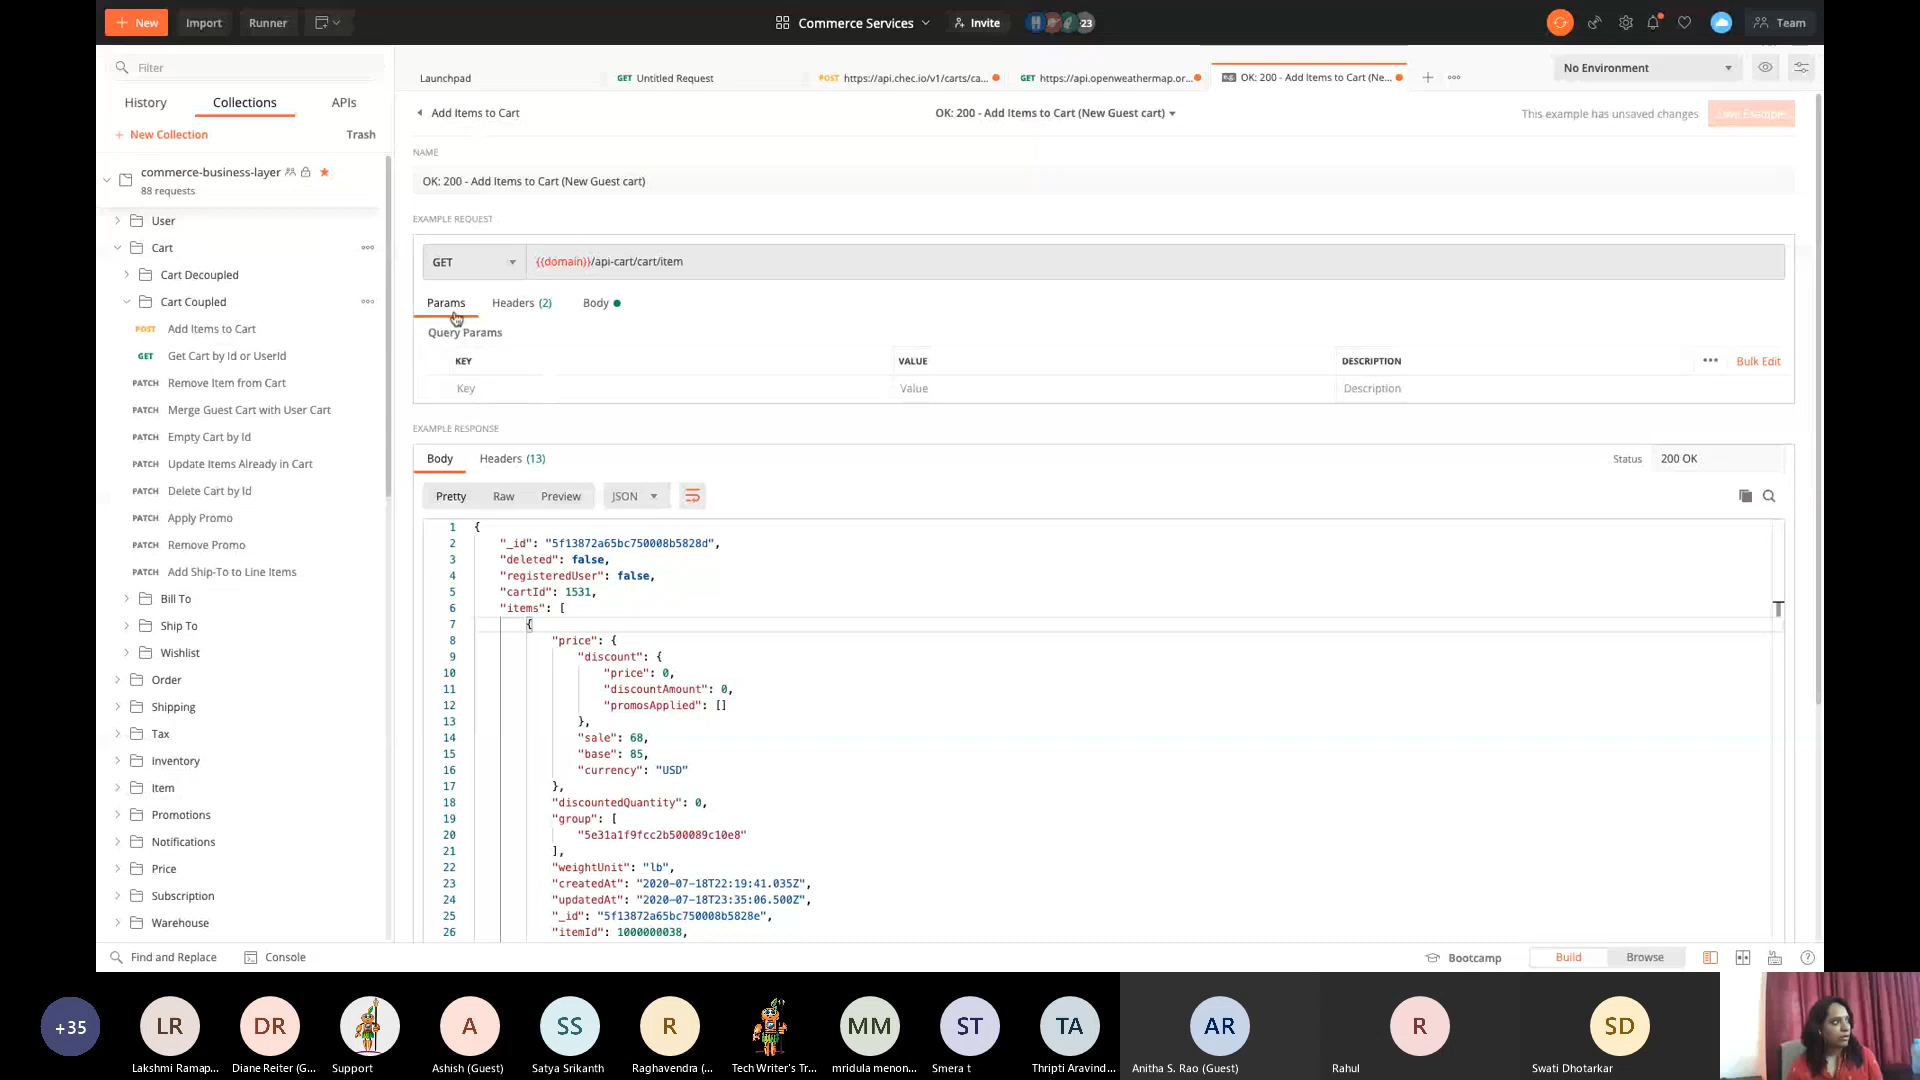 New
Import
Runner
Commerce Services
Invite
23
Team
Filter
History
Collections
APIs
New Collection
Trash
commerce-business-layer
88 requests
User
Cart
Cart Decoupled
Cart Coupled
POST Add Items to Cart
GET Get Cart by Id or UserId
PATCH Remove Item from Cart
PATCH Merge Guest Cart with User Cart
PATCH Empty Cart by Id
PATCH Update Items Already in Cart
PATCH Delete Cart by Id
PATCH Apply Promo
PATCH Remove Promo
PATCH Add Ship-To to Line Items
Bill To
Ship To
Wishlist
Order
Shipping
Tax
Inventory
Item
Promotions
Notifications
Price
Subscription
Warehouse
Launchpad
GET Untitled Request
POST https://api.chec.io/v1/carts/ca...
GET https://api.openweathermap.or...
OK: 200 - Add Items to Cart (Ne...
No Environment
Add Items to Cart
OK: 200 - Add Items to Cart (New Guest cart)
This example has unsaved changes
Save Example
NAME
OK: 200 - Add Items to Cart (New Guest cart)
EXAMPLE REQUEST
GET
{{domain}}/api-cart/cart/item
Params
Headers (2)
Body
Query Params
KEY
VALUE
DESCRIPTION
Bulk Edit
Key
Value
Description
EXAMPLE RESPONSE
Body
Headers (13)
Status
200 OK
Pretty
Raw
Preview
JSON
1 {
2 "_id": "5f13872a65bc750008b5828d",
3 "deleted": false,
4 "registeredUser": false,
5 "cartId": 1531,
6 "items": [
7 {
8 "price": {
9 "discount": {
10 "price": 0,
11 "discountAmount": 0,
12 "promosApplied": []
13 },
14 "sale": 68,
15 "base": 85,
16 "currency": "USD"
17 },
18 "discountedQuantity": 0,
19 "group": [
20 "5e31a1f9fcc2b500089c10e8"
21 ],
22 "weightUnit": "lb",
23 "createdAt": "2020-07-18T22:19:41.035Z",
24 "updatedAt": "2020-07-18T23:35:06.500Z",
25 "_id": "5f13872a65bc750008b5828e",
26 "itemId": 1000000038,
Find and Replace
Console
Bootcamp
Build
Browse
+35
LR
DR
A
SS
R
MM
ST
TA
AR
R
SD
Lakshmi Ramap...
Diane Reiter (G...
Support
Ashish (Guest)
Satya Srikanth
Raghavendra (...
Tech Writer's Tr...
mridula menon...
Smera t
Thripti Aravind...
Anitha S. Rao (Guest)
Rahul
Swati Dhotarkar